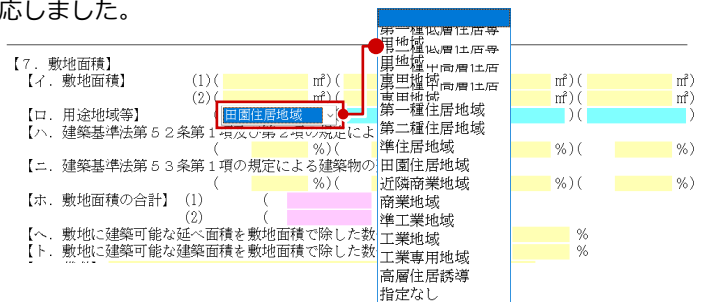 応しました。
【７．敷地面積】
【イ．敷地面積】 (1)( ㎡)( ㎡)( ㎡)
(2)( ㎡)( ㎡)( ㎡)
【ロ．用途地域等】 ( 田園住居地域 )( )
【ハ．建築基準法第５２条第１項及び第２項の規定によ
( %)( %)( %)
【ニ．建築基準法第５３条第１項の規定による建築物の
( %)( %)( %)
【ホ．敷地面積の合計】 (1) (
(2) (
【ヘ．敷地に建築可能な延べ面積を敷地面積で除した数 %
【ト．敷地に建築可能な建築面積を敷地面積で除した数 %
第一種低層住居専
用地域
第二種低層住居専
用地域
第一種中高層住居
専用地域
第二種中高層住居
専用地域
第一種住居地域
第二種住居地域
準住居地域
田園住居地域
近隣商業地域
商業地域
準工業地域
工業地域
工業専用地域
高層住居誘導
指定なし